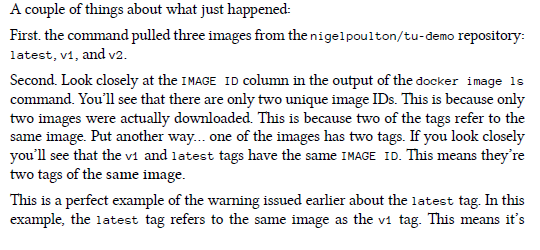 A couple of things about what just happened:
First. the command pulled three images from the nigelpoulton/tu-demo repository:
latest, v1, and v2.
Second. Look closely at the IMAGE ID column in the output of the docker image ls
command. You’ll see that there are only two unique image IDs. This is because only
two images were actually downloaded. This is because two of the tags refer to the
same image. Put another way… one of the images has two tags. If you look closely
you’ll see that the v1 and latest tags have the same IMAGE ID. This means they’re
two tags of the same image.
This is a perfect example of the warning issued earlier about the latest tag. In this
example, the latest tag refers to the same image as the v1 tag. This means it’s